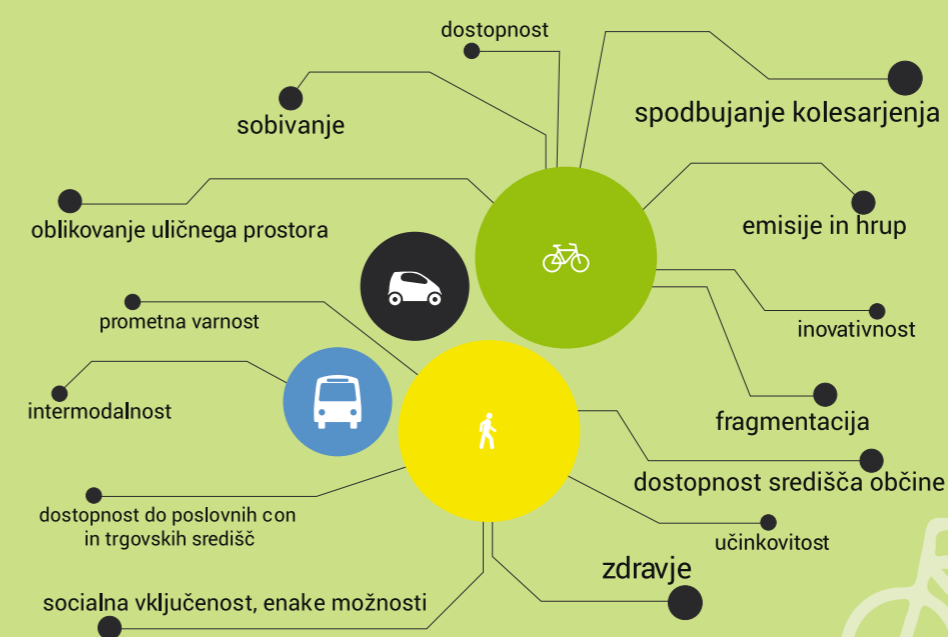 dostopnost
spodbujanje kolesarjenja
sobivanje
oblikovanje uličnega prostora
emisije in hrup
prometna varnost
inovativnost
intermodalnost
fragmentacija
dostopnost središča občine
dostopnost do poslovnih con
in trgovskih središč
učinkovitost
zdravje
socialna vključenost, enake možnosti